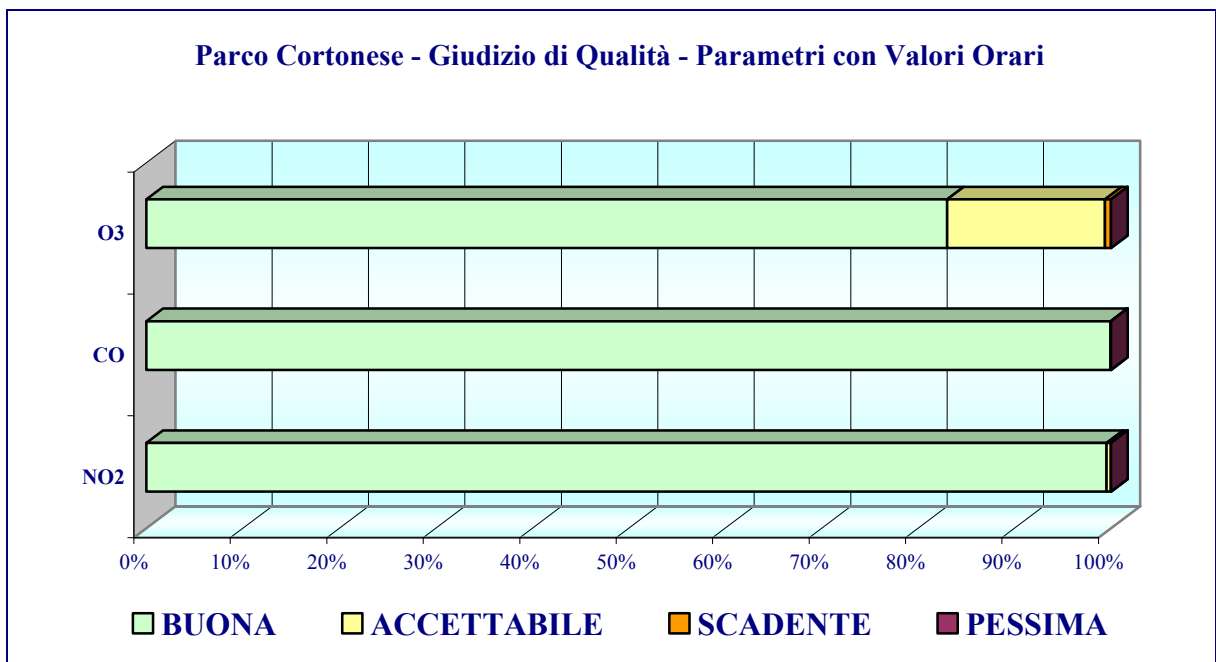 Parco Cortonese - Giudizio di Qualità - Parametri con Valori Orari
O3
CO
NO2
0% 10% 20% 30% 40% 50% 60% 70% 80% 90% 100%
BUONA ACCETTABILE SCADENTE PESSIMA